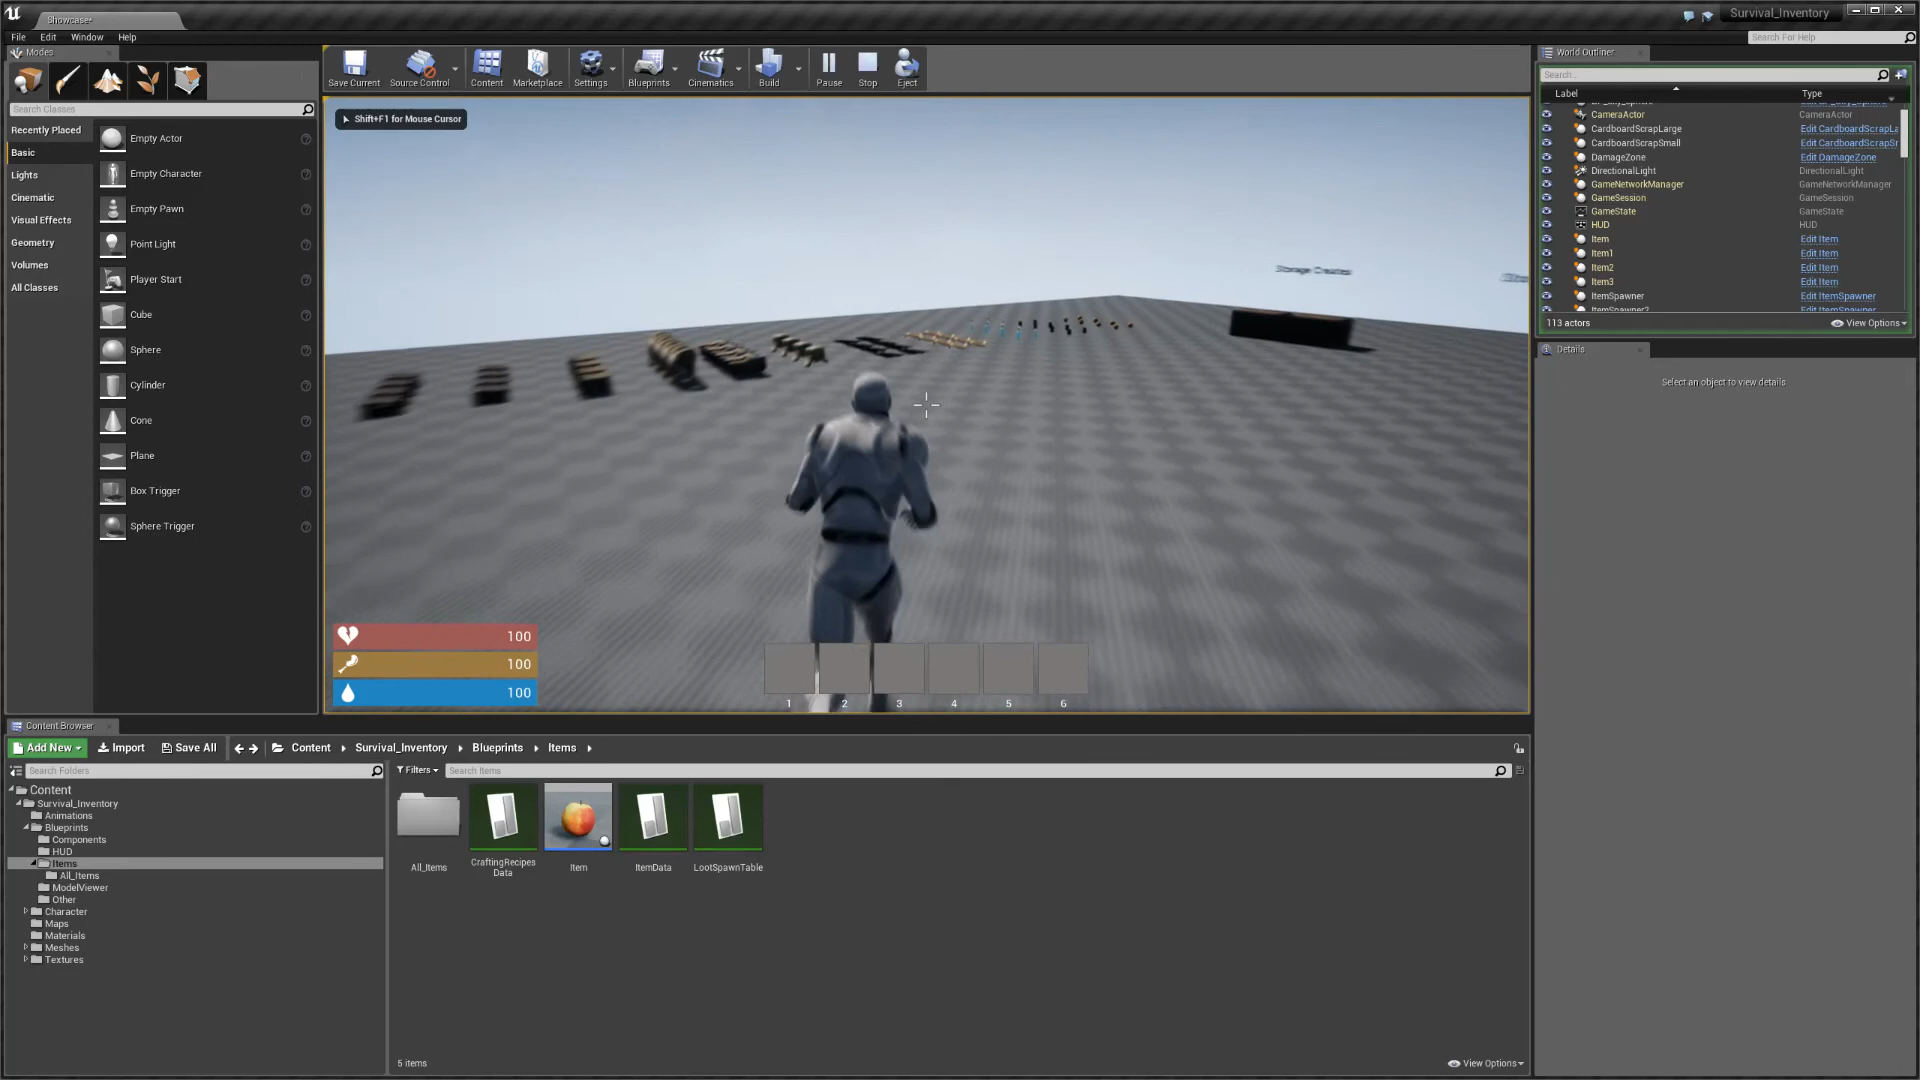 Showcase*
Survival_Inventory
File Edit Window Help
Search For Help
Modes
Search Classes
Recently Placed
Basic
Lights
Cinematic
Visual Effects
Geometry
Volumes
All Classes
Empty Actor
Empty Character
Empty Pawn
Point Light
Player Start
Cube
Sphere
Cylinder
Cone
Plane
Box Trigger
Sphere Trigger
Save Current
Source Control
Content
Marketplace
Settings
Blueprints
Cinematics
Build
Pause
Stop
Eject
Shift+F1 for Mouse Cursor
Storage Creates
100
100
100
1 2 3 4 5 6
World Outliner
Search...
Label Type
CameraActor CameraActor
CardboardScrapLarge Edit CardboardScrapLa
CardboardScrapSmall Edit CardboardScrapSr
DamageZone Edit DamageZone
DirectionalLight DirectionalLight
GameNetworkManager GameNetworkManager
GameSession GameSession
GameState GameState
HUD HUD
Item Edit Item
Item1 Edit Item
Item2 Edit Item
Item3 Edit Item
ItemSpawner Edit ItemSpawner
113 actors View Options
Details
Select an object to view details
Content Browser
Add New Import Save All Content Survival_Inventory Blueprints Items
Search Folders
Filters Search Items
Content
Survival_Inventory
Animations
Blueprints
Components
HUD
Items
All_Items
ModelViewer
Other
Character
Maps
Materials
Meshes
Textures
All_Items
CraftingRecipes
Data
Item
ItemData
LootSpawnTable
5 items View Options